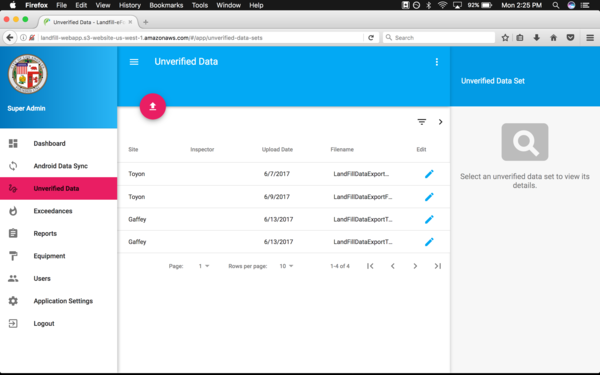 Firefox File Edit View History Bookmarks Tools Window Help 92% Mon 2:25 PM
Unverified Data - Landfill-eF
landfill-webapp.s3-website-us-west-1.amazonaws.com/#/app/unverified-data-sets Search
Super Admin
Dashboard
Android Data Sync
Unverified Data
Exceedances
Reports
Equipment
Users
Application Settings
Logout
Unverified Data
Site Inspector Upload Date Filename Edit
Toyon 6/7/2017 LandFillDataExport...
Toyon 6/9/2017 LandFillDataExportF...
Gaffey 6/13/2017 LandFillDataExportT...
Gaffey 6/13/2017 LandFillDataExportT...
Page: 1 Rows per page: 10 1-4 of 4
Unverified Data Set
Select an unverified data set to view its
details.